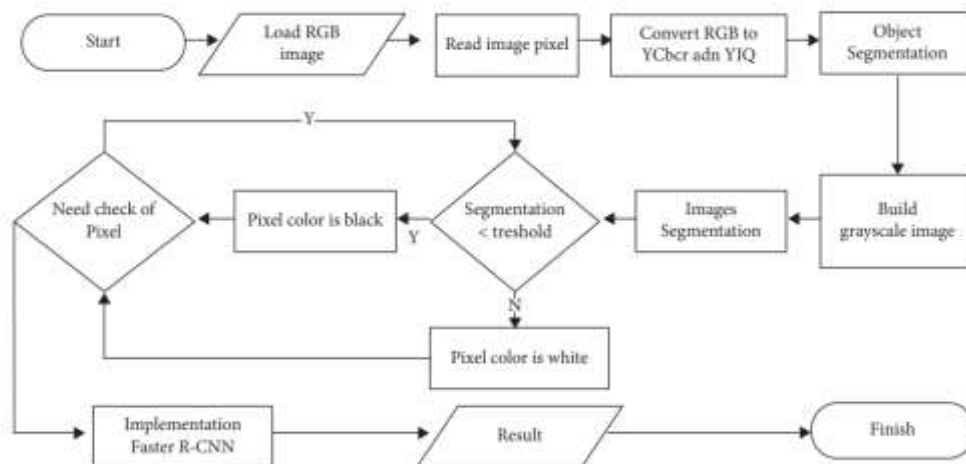 Start
Load RGB
image
Read image pixel
Convert RGB to
YCbcr adn YIQ
Object
Segmentation
Y
Need check of
Pixel
Pixel color is black
Y
Segmentation
< treshold
Images
Segmentation
Build
grayscale image
N
Pixel color is white
Implementation
Faster R-CNN
Result
Finish